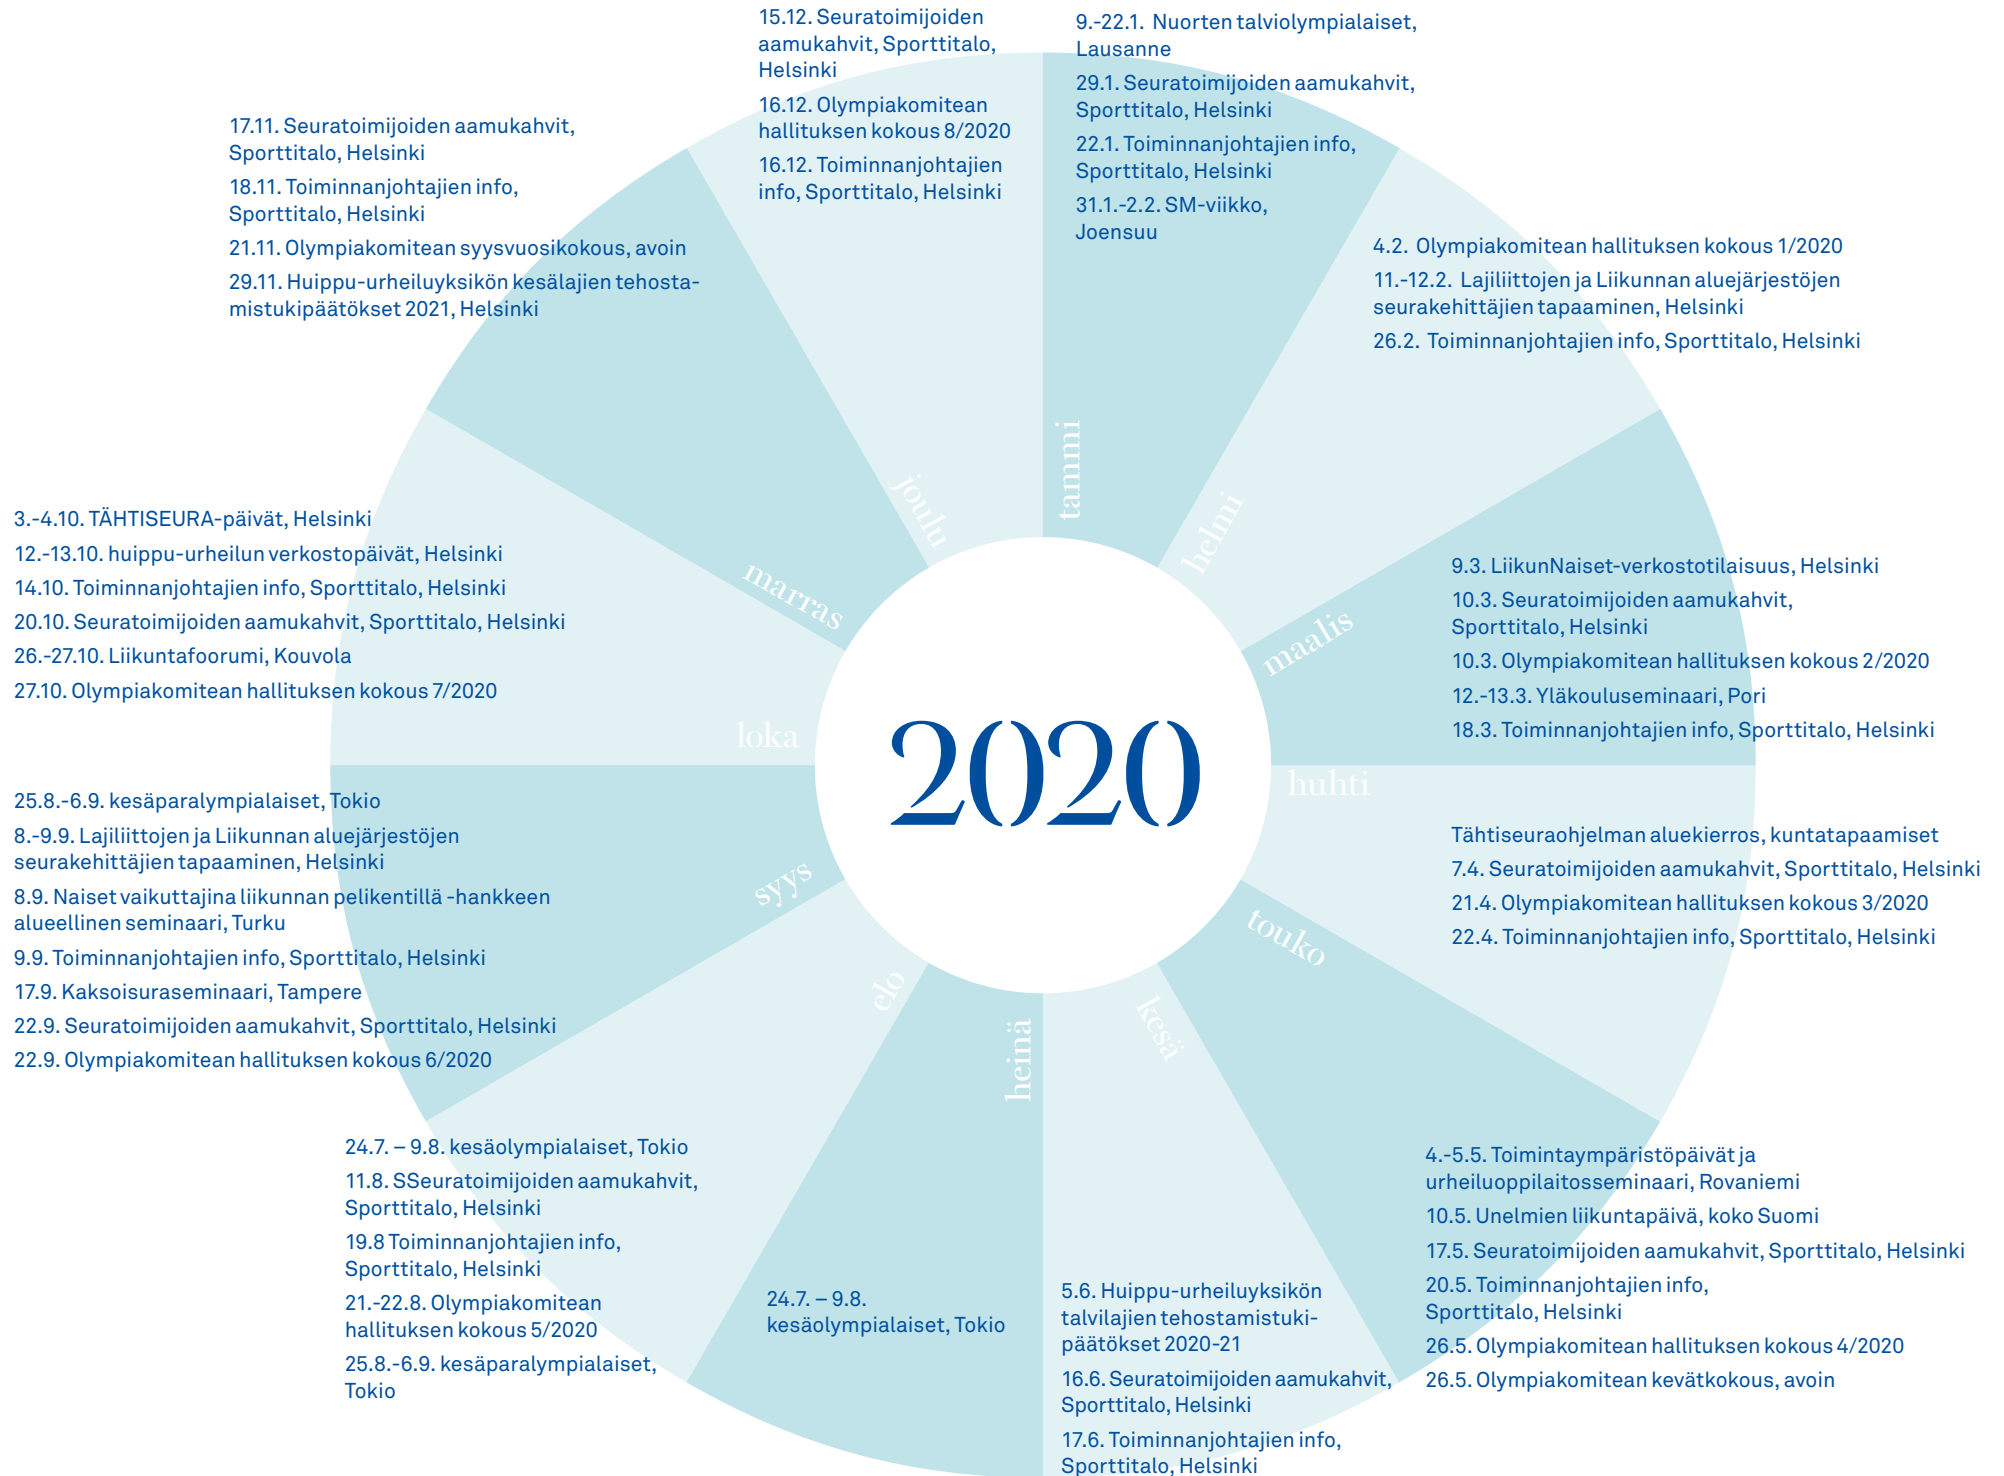 15.12. Seuratoimijoiden
aamukahvit, Sporttitalo,
Helsinki
16.12. Olympiakomitean
hallituksen kokous 8/2020
16.12. Toiminnanjohtajien
info, Sporttitalo, Helsinki
9.-22.1. Nuorten talviolympialaiset,
Lausanne
29.1. Seuratoimijoiden aamukahvit,
Sporttitalo, Helsinki
22.1. Toiminnanjohtajien info,
Sporttitalo, Helsinki
31.1.-2.2. SM-viikko,
Joensuu
4.2. Olympiakomitean hallituksen kokous 1/2020
11.-12.2. Lajiliittojen ja Liikunnan aluejärjestöjen
seurakehittäjien tapaaminen, Helsinki
26.2. Toiminnanjohtajien info, Sporttitalo, Helsinki
9.3. LiikunNaiset-verkostotilaisuus, Helsinki
10.3. Seuratoimijoiden aamukahvit,
Sporttitalo, Helsinki
10.3. Olympiakomitean hallituksen kokous 2/2020
12.-13.3. Yläkouluseminaari, Pori
18.3. Toiminnanjohtajien info, Sporttitalo, Helsinki
Tähtiseuraohjelman aluekierros, kuntatapaamiset
7.4. Seuratoimijoiden aamukahvit, Sporttitalo, Helsinki
21.4. Olympiakomitean hallituksen kokous 3/2020
22.4. Toiminnanjohtajien info, Sporttitalo, Helsinki
4.-5.5. Toimintaympäristöpäivät ja
urheiluoppilaitosseminaari, Rovaniemi
10.5. Unelmien liikuntapäivä, koko Suomi
17.5. Seuratoimijoiden aamukahvit, Sporttitalo, Helsinki
20.5. Toiminnanjohtajien info,
Sporttitalo, Helsinki
26.5. Olympiakomitean hallituksen kokous 4/2020
26.5. Olympiakomitean kevätkokous, avoin
5.6. Huippu-urheiluyksikön
talvilajien tehostamistuki-
päätökset 2020-21
16.6. Seuratoimijoiden aamukahvit,
Sporttitalo, Helsinki
17.6. Toiminnanjohtajien info,
Sporttitalo, Helsinki
24.7. – 9.8.
kesäolympialaiset, Tokio
24.7. – 9.8. kesäolympialaiset, Tokio
11.8. SSeuratoimijoiden aamukahvit,
Sporttitalo, Helsinki
19.8 Toiminnanjohtajien info,
Sporttitalo, Helsinki
21.-22.8. Olympiakomitean
hallituksen kokous 5/2020
25.8.-6.9. kesäparalympialaiset,
Tokio
25.8.-6.9. kesäparalympialaiset, Tokio
8.-9.9. Lajiliittojen ja Liikunnan aluejärjestöjen
seurakehittäjien tapaaminen, Helsinki
8.9. Naiset vaikuttajina liikunnan pelikentillä -hankkeen
alueellinen seminaari, Turku
9.9. Toiminnanjohtajien info, Sporttitalo, Helsinki
17.9. Kaksoisuraseminaari, Tampere
22.9. Seuratoimijoiden aamukahvit, Sporttitalo, Helsinki
22.9. Olympiakomitean hallituksen kokous 6/2020
3.-4.10. TÄHTISEURA-päivät, Helsinki
12.-13.10. huippu-urheilun verkostopäivät, Helsinki
14.10. Toiminnanjohtajien info, Sporttitalo, Helsinki
20.10. Seuratoimijoiden aamukahvit, Sporttitalo, Helsinki
26.-27.10. Liikuntafoorumi, Kouvola
27.10. Olympiakomitean hallituksen kokous 7/2020
17.11. Seuratoimijoiden aamukahvit,
Sporttitalo, Helsinki
18.11. Toiminnanjohtajien info,
Sporttitalo, Helsinki
21.11. Olympiakomitean syysvuosikokous, avoin
29.11. Huippu-urheiluyksikön kesälajien tehosta-
mistukipäätökset 2021, Helsinki
tammi
helmi
maalis
huhti
touko
kesä
heinä
elo
syys
loka
marras
joulu
2020